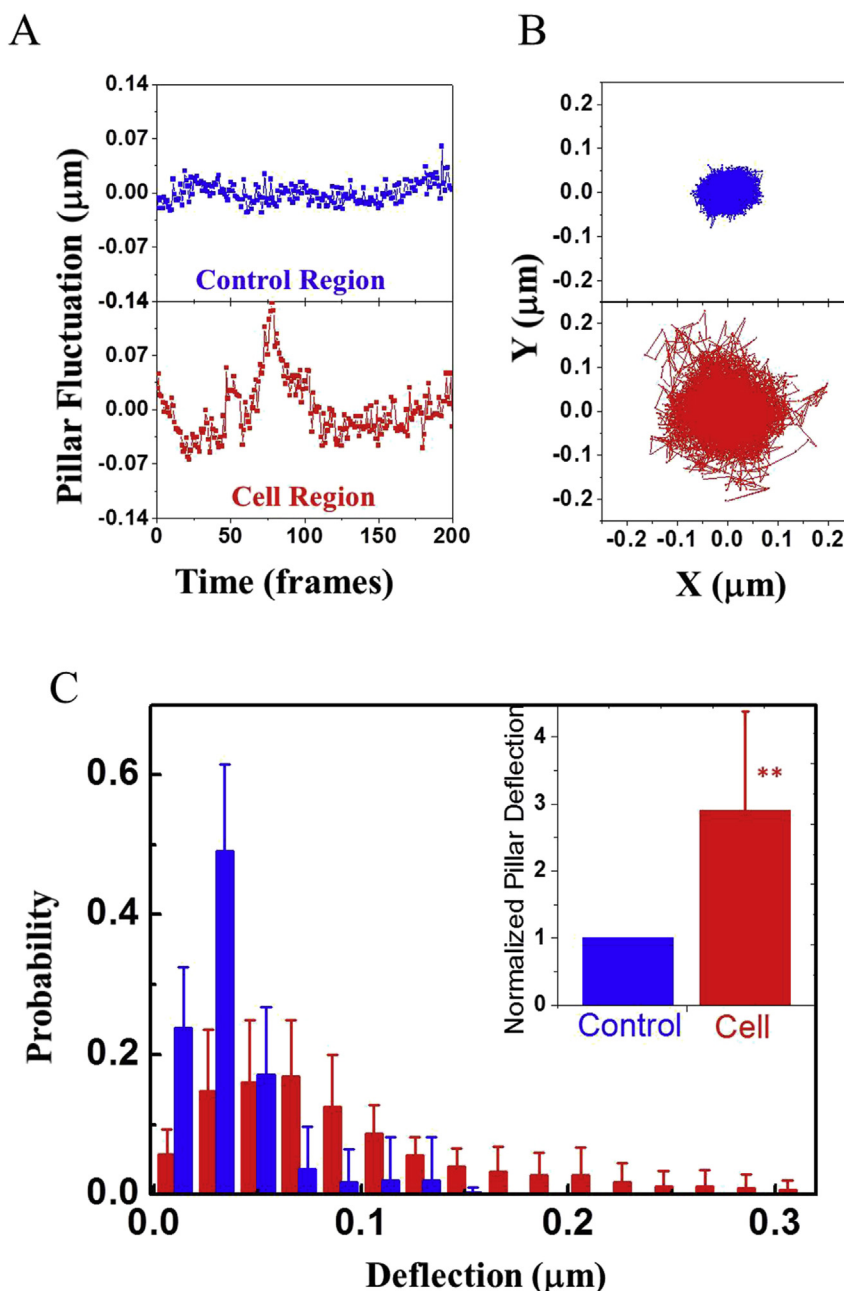 A
B
0.14
0.07
0.00
-0.07
-0.14
0.07
0.00
-0.07
-0.14
Pillar Fluctuation (μm)
Control Region
Cell Region
0 50 100 150 200
Time (frames)
0.2
0.1
0.0
-0.1
-0.2
0.2
0.1
0.0
-0.1
-0.2
Y (μm)
-0.2 -0.1 0.0 0.1 0.2
X (μm)
C
0.6
0.4
0.2
0.0
Probability
0.0 0.1 0.2 0.3
Deflection (μm)
Normalized Pillar Deflection
4
3
2
1
0
**
Control Cell